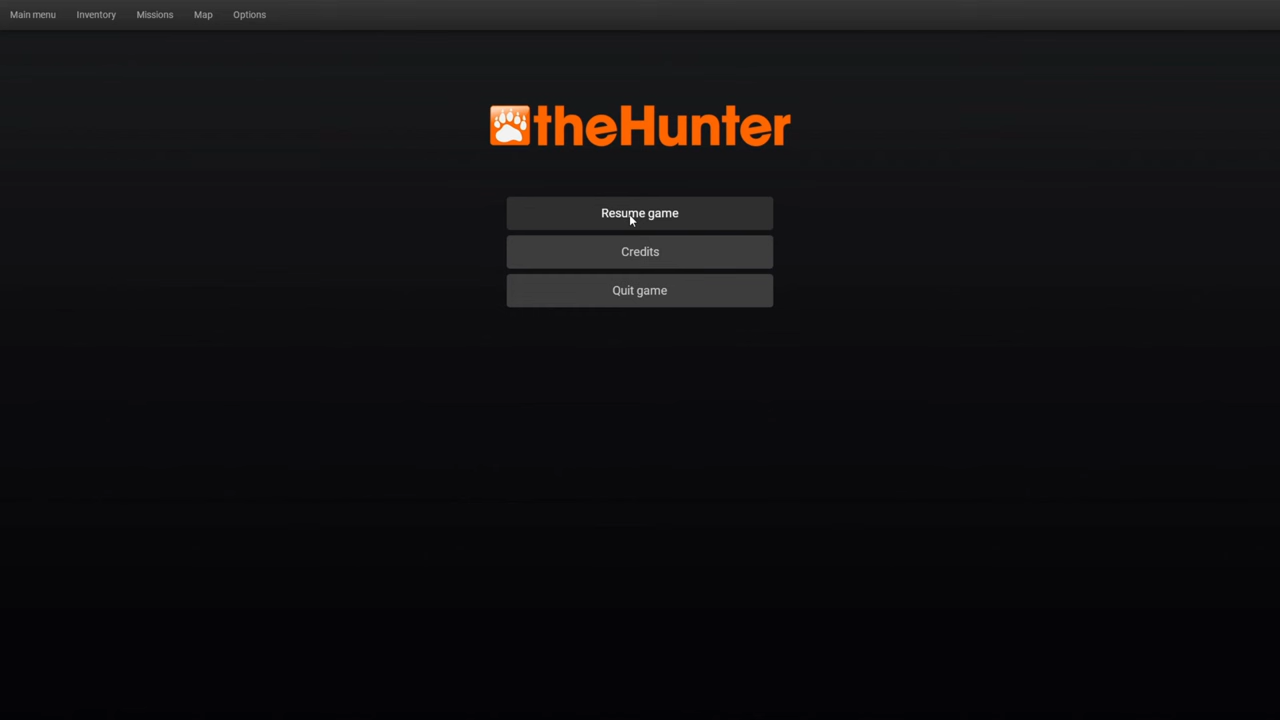 Main menu Inventory Missions Map Options
theHunter
Resume game
Credits
Quit game